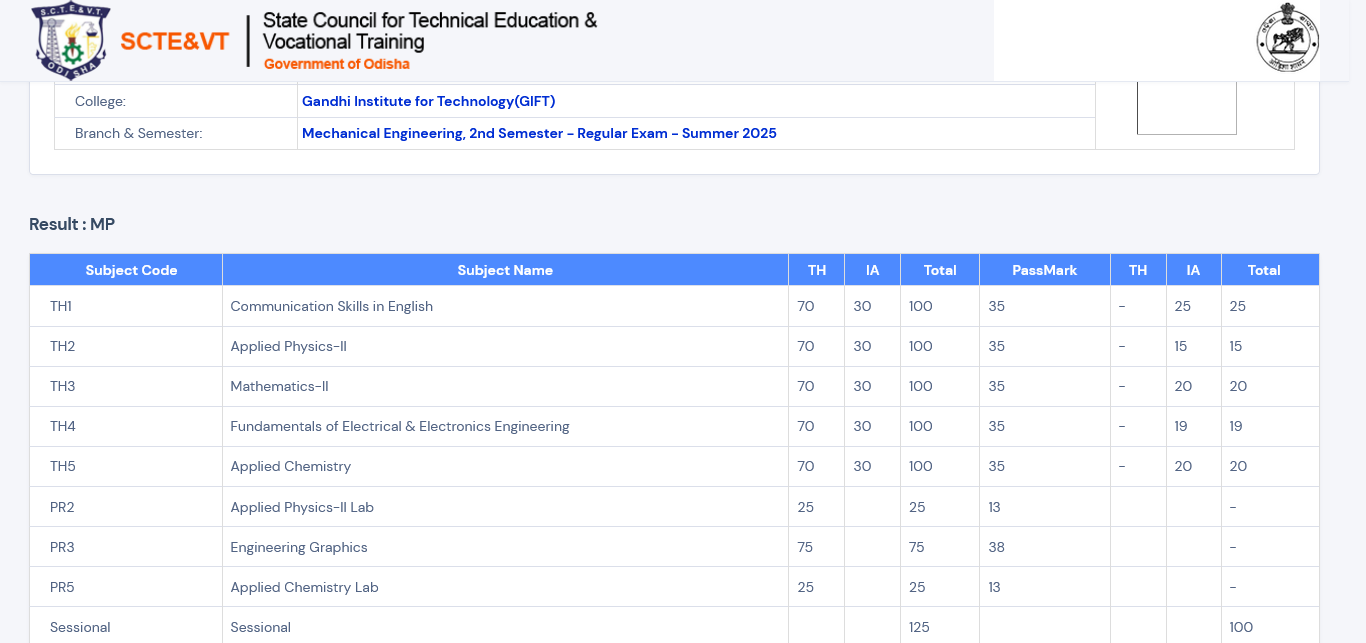 S.C.T.E.& V.T.
ODISHA
SCTE&VT
State Council for Technical Education &
Vocational Training
Government of Odisha
College: Gandhi Institute for Technology(GIFT)
Branch & Semester: Mechanical Engineering, 2nd Semester - Regular Exam - Summer 2025
Result : MP
Subject Code Subject Name TH IA Total PassMark TH IA Total
TH1 Communication Skills in English 70 30 100 35 - 25 25
TH2 Applied Physics-II 70 30 100 35 - 15 15
TH3 Mathematics-II 70 30 100 35 - 20 20
TH4 Fundamentals of Electrical & Electronics Engineering 70 30 100 35 - 19 19
TH5 Applied Chemistry 70 30 100 35 - 20 20
PR2 Applied Physics-II Lab 25 25 13 -
PR3 Engineering Graphics 75 75 38 -
PR5 Applied Chemistry Lab 25 25 13 -
Sessional Sessional 125 100